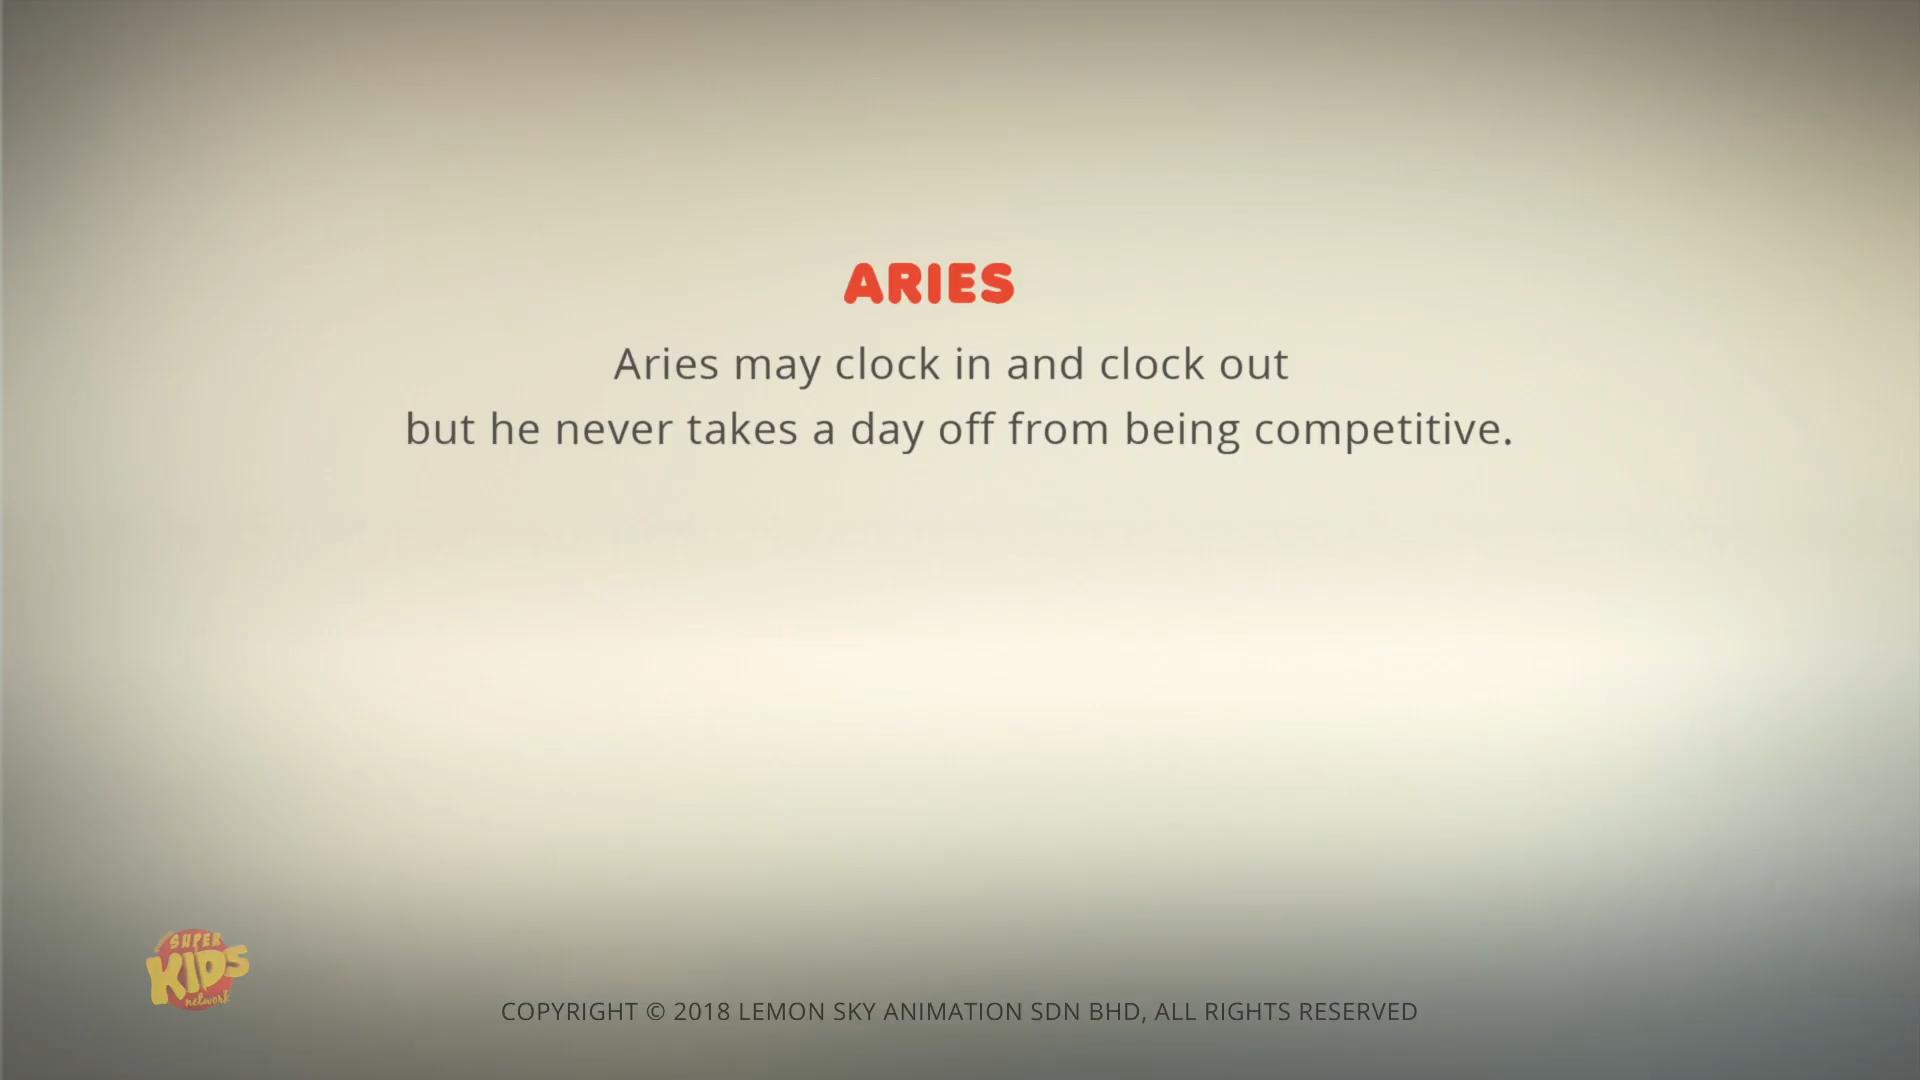 ARIES
Aries may clock in and clock out
but he never takes a day off from being competitive.
SUPER
KIDS
network
COPYRIGHT © 2018 LEMON SKY ANIMATION SDN BHD, ALL RIGHTS RESERVED